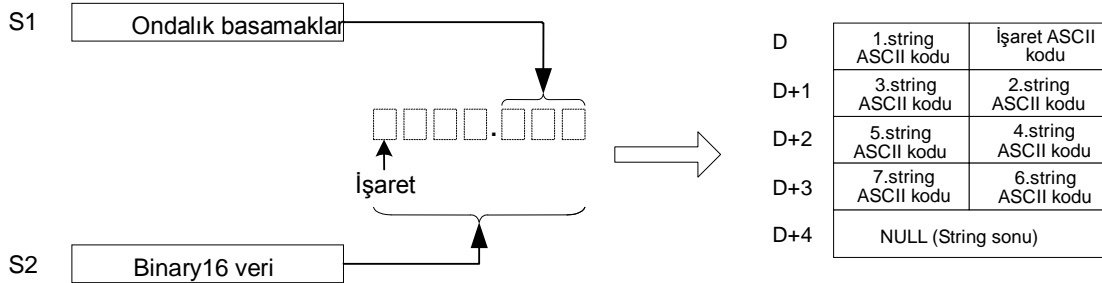 S1
Ondalık basamaklar
.
İşaret
S2
Binary16 veri
D
1.string
ASCII kodu
İşaret ASCII
kodu
D+1
3.string
ASCII kodu
2.string
ASCII kodu
D+2
5.string
ASCII kodu
4.string
ASCII kodu
D+3
7.string
ASCII kodu
6.string
ASCII kodu
D+4
NULL (String sonu)